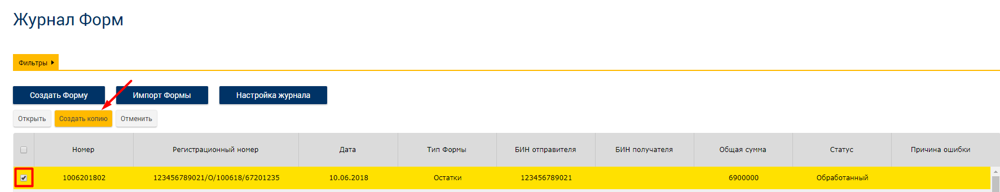 Журнал Форм
Фильтры
Создать Форму Импорт Формы Настройка журнала
Открыть Создать копию Отменить
Номер Регистрационный номер Дата Тип Формы БИН отправителя БИН получателя Общая сумма Статус Причина ошибки
1006201802 123456789021/О/100618/67201235 10.06.2018 Остатки 123456789021 6900000 Обработанный